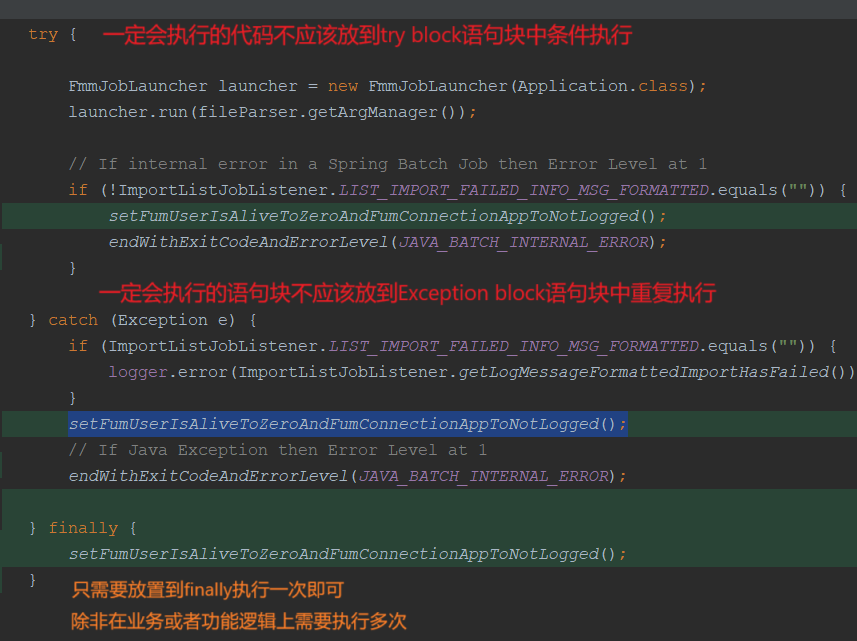 try {  一定会执行的代码不应该放到try block语句块中条件执行
FmmJobLauncher launcher = new FmmJobLauncher(Application.class);
launcher.run(fileParser.getArgManager());
// If internal error in a Spring Batch Job then Error Level at 1
if (!ImportListJobListener.LIST_IMPORT_FAILED_INFO_MSG_FORMATTED.equals("")) {
setFumUserIsAliveToZeroAndFumConnectionAppToNotLogged();
endWithExitCodeAndErrorLevel(JAVA_BATCH_INTERNAL_ERROR);
}
一定会执行的语句块不应该放到Exception block语句块中重复执行
} catch (Exception e) {
if (ImportListJobListener.LIST_IMPORT_FAILED_INFO_MSG_FORMATTED.equals("")) {
logger.error(ImportListJobListener.getLogMessageFormattedImportHasFailed())
}
setFumUserIsAliveToZeroAndFumConnectionAppToNotLogged();
// If Java Exception then Error Level at 1
endWithExitCodeAndErrorLevel(JAVA_BATCH_INTERNAL_ERROR);
} finally {
setFumUserIsAliveToZeroAndFumConnectionAppToNotLogged();
}
只需要放置到finally执行一次即可
除非在业务或者功能逻辑上需要执行多次